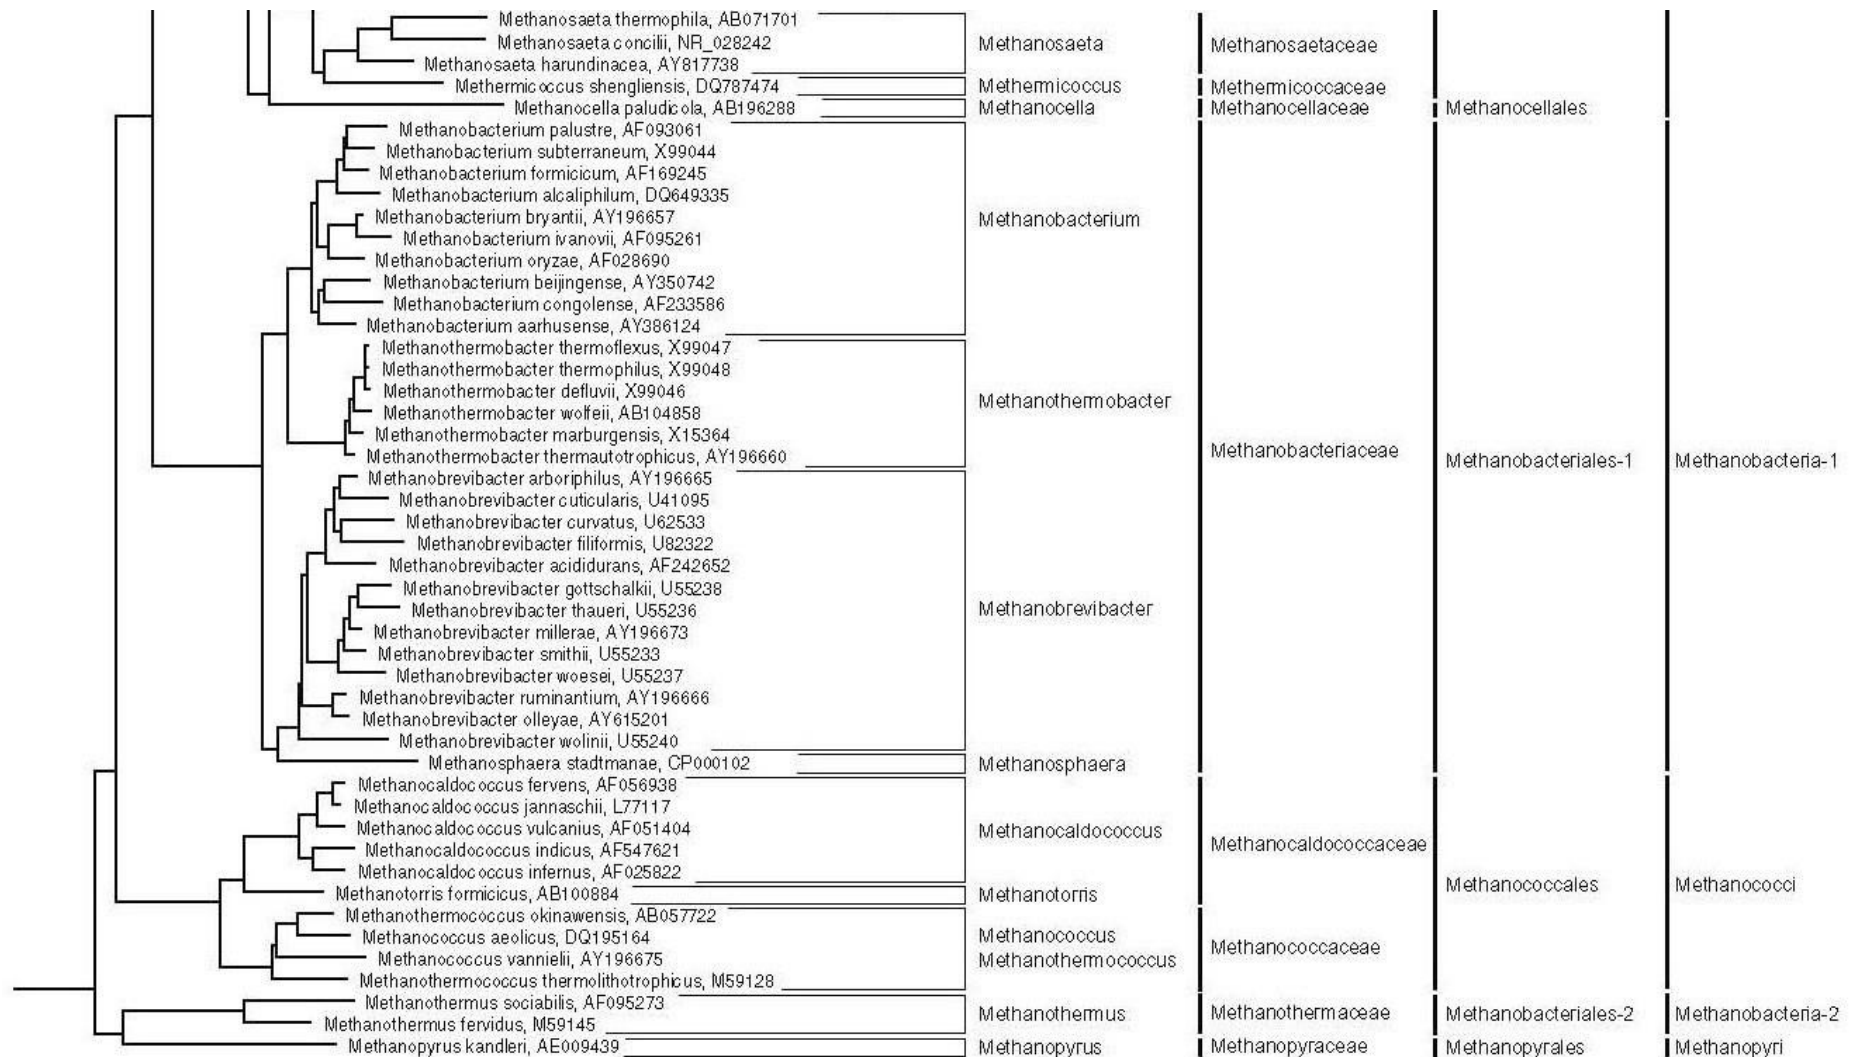 Methanosaeta thermophila, AB071701
Methanosaeta concilii, NR_028242
Methanosaeta harundinacea, AY817738
Methanosaeta
Methanosaetaceae
Methermicoccus shengliensis, DQ787474
Methermicoccus
Methermicoccaceae
Methanocella paludicola, AB196288
Methanocella
Methanocellaceae
Methanocellales
Methanobacterium palustre, AF093061
Methanobacterium subterraneum, X99044
Methanobacterium formicicum, AF169245
Methanobacterium alcaliphilum, DQ649335
Methanobacterium bryantii, AY196657
Methanobacterium ivanovii, AF095261
Methanobacterium oryzae, AF028690
Methanobacterium beijingense, AY350742
Methanobacterium congolense, AF233586
Methanobacterium aarhusense, AY386124
Methanobacterium
Methanothermobacter thermoflexus, X99047
Methanothermobacter thermophilus, X99048
Methanothermobacter defluvii, X99046
Methanothermobacter wolfeii, AB104858
Methanothermobacter marburgensis, X15364
Methanothermobacter thermautotrophicus, AY196660
Methanothermobacter
Methanobrevibacter arboriphilus, AY196665
Methanobrevibacter cuticularis, U41095
Methanobrevibacter curvatus, U62533
Methanobrevibacter filiformis, U82322
Methanobrevibacter acididurans, AF242652
Methanobrevibacter gottschalkii, U55238
Methanobrevibacter thaueri, U55236
Methanobrevibacter millerae, AY196673
Methanobrevibacter smithii, U55233
Methanobrevibacter woesei, U55237
Methanobrevibacter ruminantium, AY196666
Methanobrevibacter olleyae, AY615201
Methanobrevibacter wolinii, U55240
Methanobrevibacter
Methanosphaera stadtmanae, CP000102
Methanosphaera
Methanobacteriaceae
Methanobacteriales-1
Methanobacteria-1
Methanocaldococcus fervens, AF056938
Methanocaldococcus jannaschii, L77117
Methanocaldococcus vulcanius, AF051404
Methanocaldococcus indicus, AF547621
Methanocaldococcus infernus, AF025822
Methanocaldococcus
Methanotorris formicicus, AB100884
Methanotorris
Methanocaldococcaceae
Methanothermococcus okinawensis, AB057722
Methanococcus aeolicus, DQ195164
Methanococcus vannielii, AY196675
Methanothermococcus thermolithotrophicus, M59128
Methanococcus
Methanothermococcus
Methanococcaceae
Methanococcales
Methanococci
Methanothermus sociabilis, AF095273
Methanothermus fervidus, M59145
Methanothermus
Methanothermaceae
Methanobacteriales-2
Methanobacteria-2
Methanopyrus kandleri, AE009439
Methanopyrus
Methanopyraceae
Methanopyrales
Methanopyri